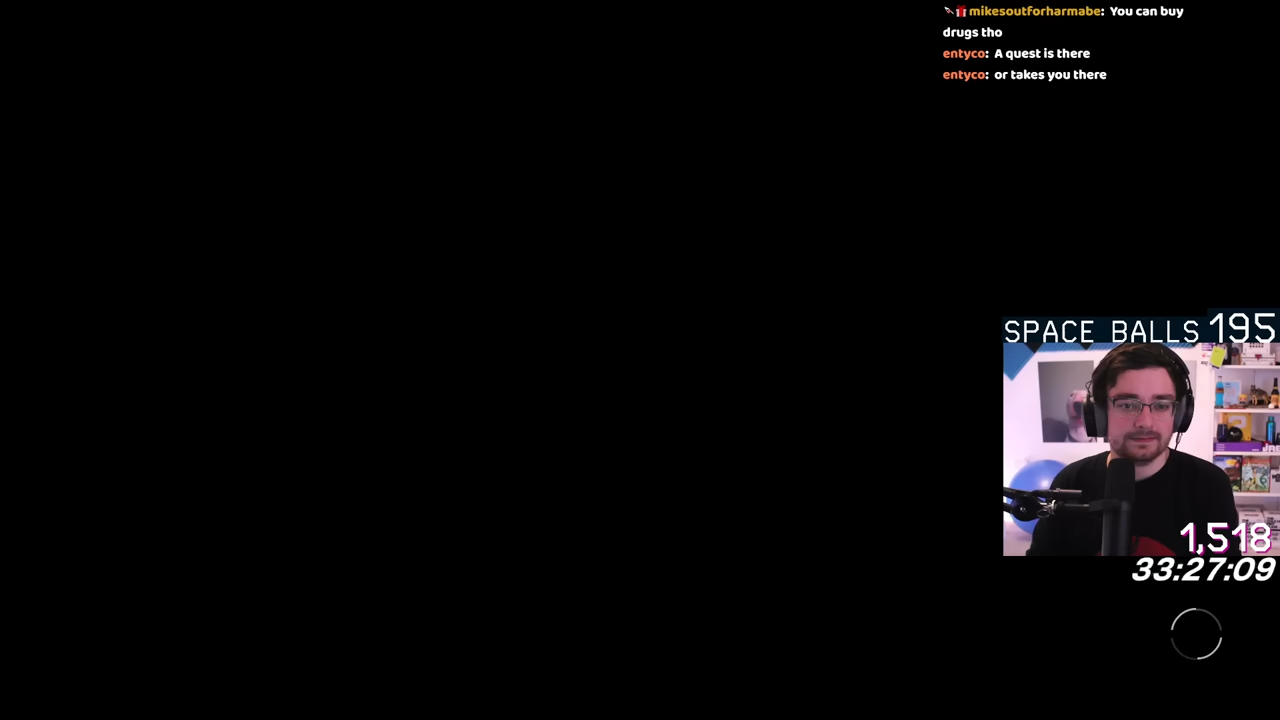 mikesoutforharmabe: You can buy
drugs tho
entyco: A quest is there
entyco: or takes you there
SPACE BALLS 195
1,518
33:27:09